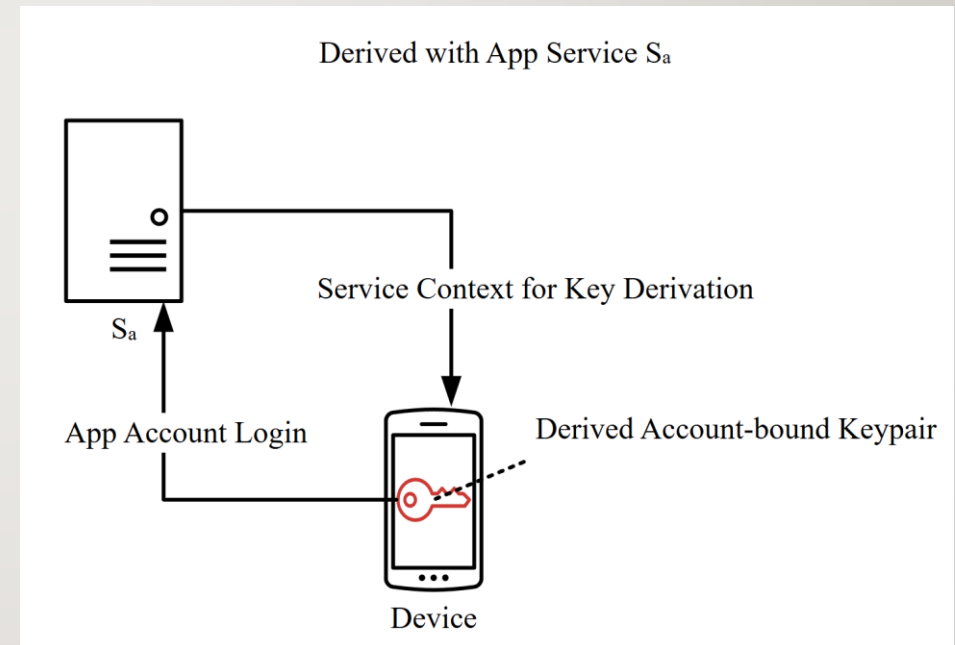 Derived with App Service Sₐ
Service Context for Key Derivation
Sₐ
App Account Login
Derived Account-bound Keypair
Device